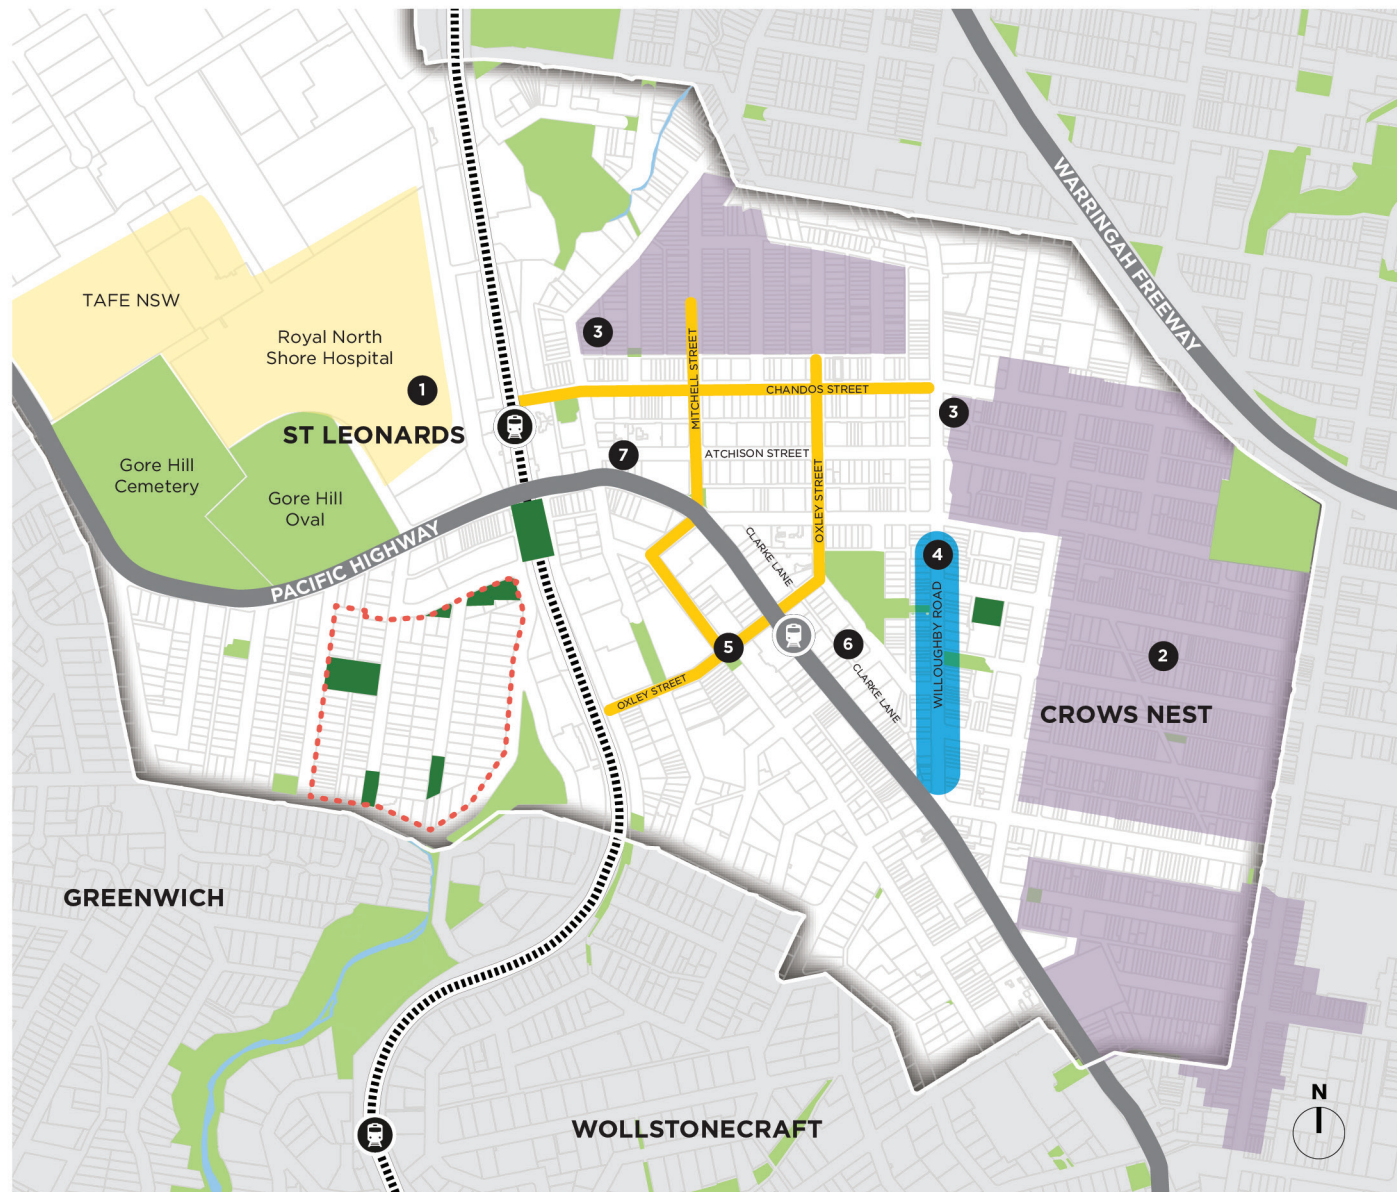 WARRINGAH FREEWAY
TAFE NSW
Royal North
Shore Hospital
3
MITCHELL STREET
1
CHANDOS STREET
3
ST LEONARDS
7
ATCHISON STREET
Gore Hill
Cemetery
Gore Hill
Oval
OXLEY STREET
PACIFIC HIGHWAY
CLARKE LANE
4
WILLOUGHBY ROAD
5
6
2
OXLEY STREET
CLARKE LANE
CROWS NEST
GREENWICH
WOLLSTONECRAFT
N